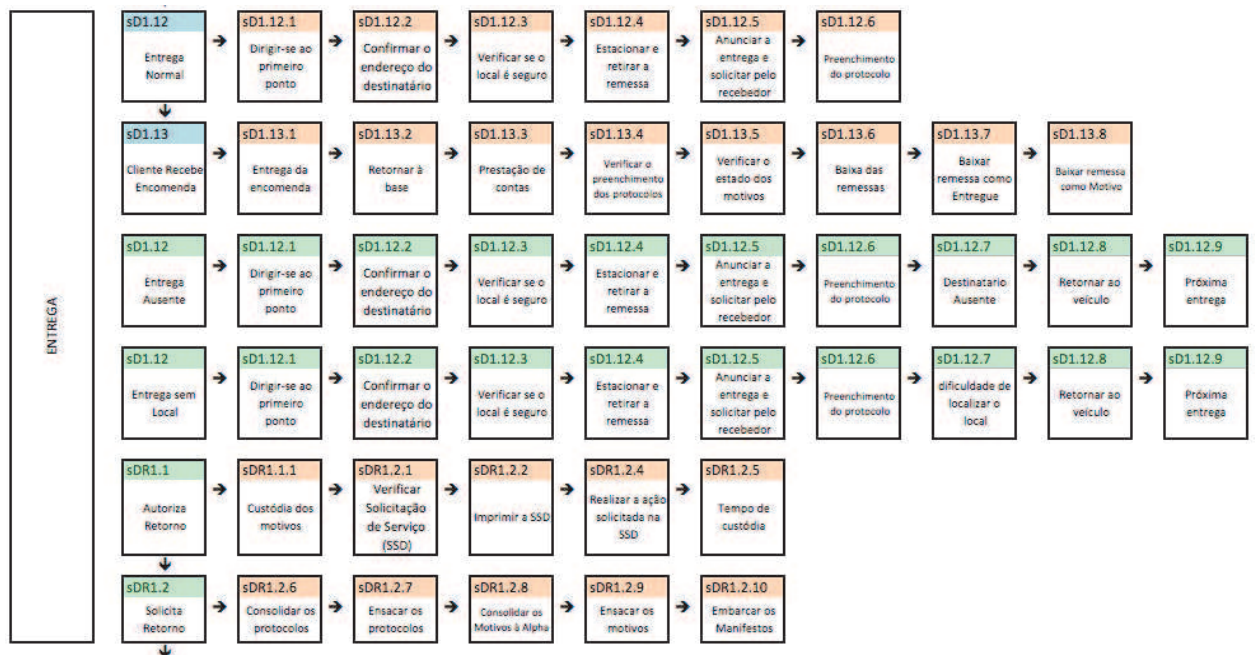 ENTREGA
sD1.12
Entrega
Normal
sD1.12.1
Dirigir-se ao
primeiro
ponto
sD1.12.2
Confirmar o
endereço do
destinatário
sD1.12.3
Verificar se o
local é seguro
sD1.12.4
Estacionar e
retirar a
remessa
sD1.12.5
Anunciar a
entrega e
solicitar pelo
recebedor
sD1.12.6
Preenchimento
do protocolo
sD1.13
Cliente Recebe
Encomenda
sD1.13.1
Entrega da
encomenda
sD1.13.2
Retornar à
base
sD1.13.3
Prestação de
contas
sD1.13.4
Verificar o
preenchimento
dos protocolos
sD1.13.5
Verificar o
estado dos
motivos
sD1.13.6
Baixa das
remessas
sD1.13.7
Baixar
remessa como
Entregue
sD1.13.8
Baixar remessa
como Motivo
sD1.12
Entrega
Ausente
sD1.12.1
Dirigir-se ao
primeiro
ponto
sD1.12.2
Confirmar o
endereço do
destinatário
sD1.12.3
Verificar se o
local é seguro
sD1.12.4
Estacionar e
retirar a
remessa
sD1.12.5
Anunciar a
entrega e
solicitar pelo
recebedor
sD1.12.6
Preenchimento
do protocolo
sD1.12.7
Destinatario
Ausente
sD1.12.8
Retornar ao
veículo
sD1.12.9
Próxima
entrega
sD1.12
Entrega sem
Local
sD1.12.1
Dirigir-se ao
primeiro
ponto
sD1.12.2
Confirmar o
endereço do
destinatário
sD1.12.3
Verificar se o
local é seguro
sD1.12.4
Estacionar e
retirar a
remessa
sD1.12.5
Anunciar a
entrega e
solicitar pelo
recebedor
sD1.12.6
Preenchimento
do protocolo
sD1.12.7
dificuldade de
localizar o
local
sD1.12.8
Retornar ao
veículo
sD1.12.9
Próxima
entrega
sDR1.1
Autoriza
Retorno
sDR1.1.1
Custódia dos
motivos
sDR1.2.1
Verificar
Solicitação
de Serviço
(SSD)
sDR1.2.2
Imprimir a SSD
sDR1.2.4
Realizar a ação
solicitada na
SSD
sDR1.2.5
Tempo de
custódia
sDR1.2
Solicita
Retorno
sDR1.2.6
Consolidar os
protocolos
sDR1.2.7
Ensacar os
protocolos
sDR1.2.8
Consolidar os
Motivos à Alpha
sDR1.2.9
Ensacar os
motivos
sDR1.2.10
Embarcar os
Manifestos